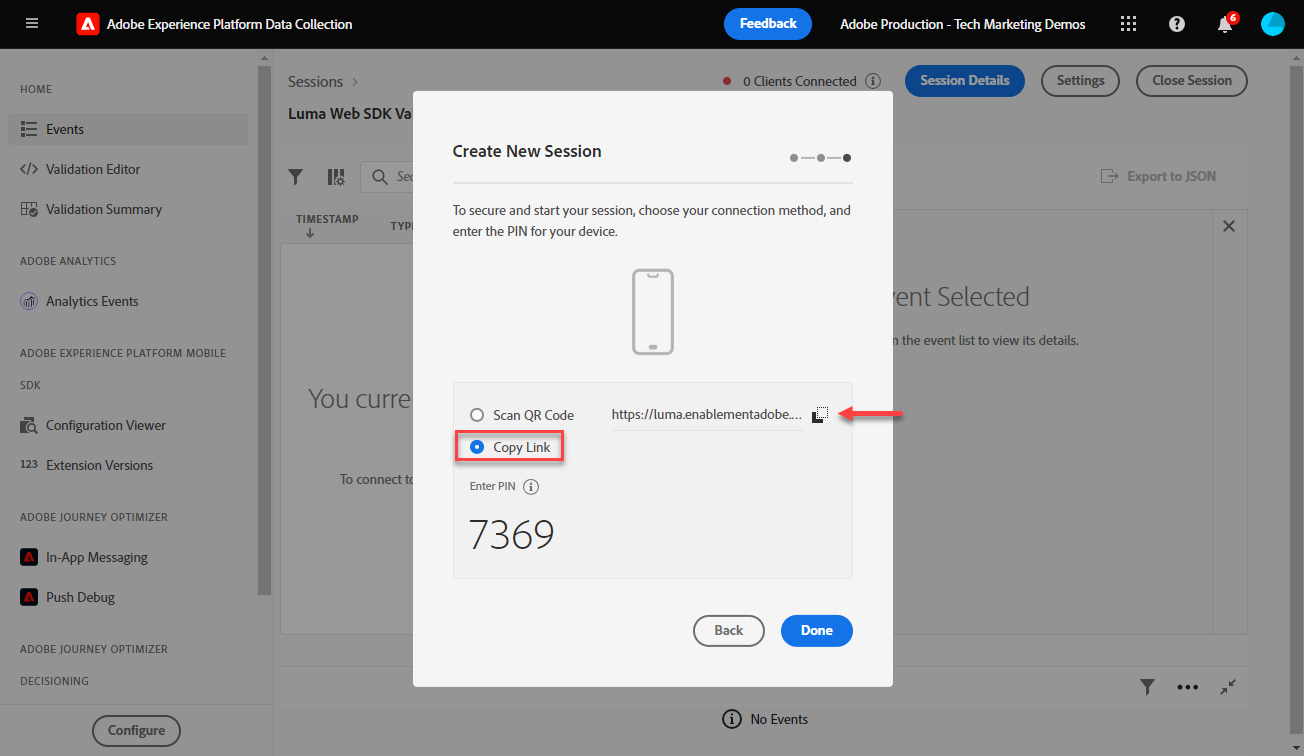 Adobe Experience Platform Data Collection
Feedback
Adobe Production - Tech Marketing Demos
6
HOME
Events
Validation Editor
Validation Summary
ADOBE ANALYTICS
Analytics Events
ADOBE EXPERIENCE PLATFORM MOBILE
SDK
Configuration Viewer
123 Extension Versions
ADOBE JOURNEY OPTIMIZER
In-App Messaging
Push Debug
ADOBE JOURNEY OPTIMIZER
DECISIONING
Configure
Sessions
0 Clients Connected
Session Details
Settings
Close Session
Luma Web SDK Va
Export to JSON
TIMESTAMP
TYP
You curre
To connect to
ent Selected
the event list to view its details.
Create New Session
To secure and start your session, choose your connection method, and
enter the PIN for your device.
Scan QR Code
https://luma.enablementadobe....
Copy Link
Enter PIN
7369
Back
Done
No Events